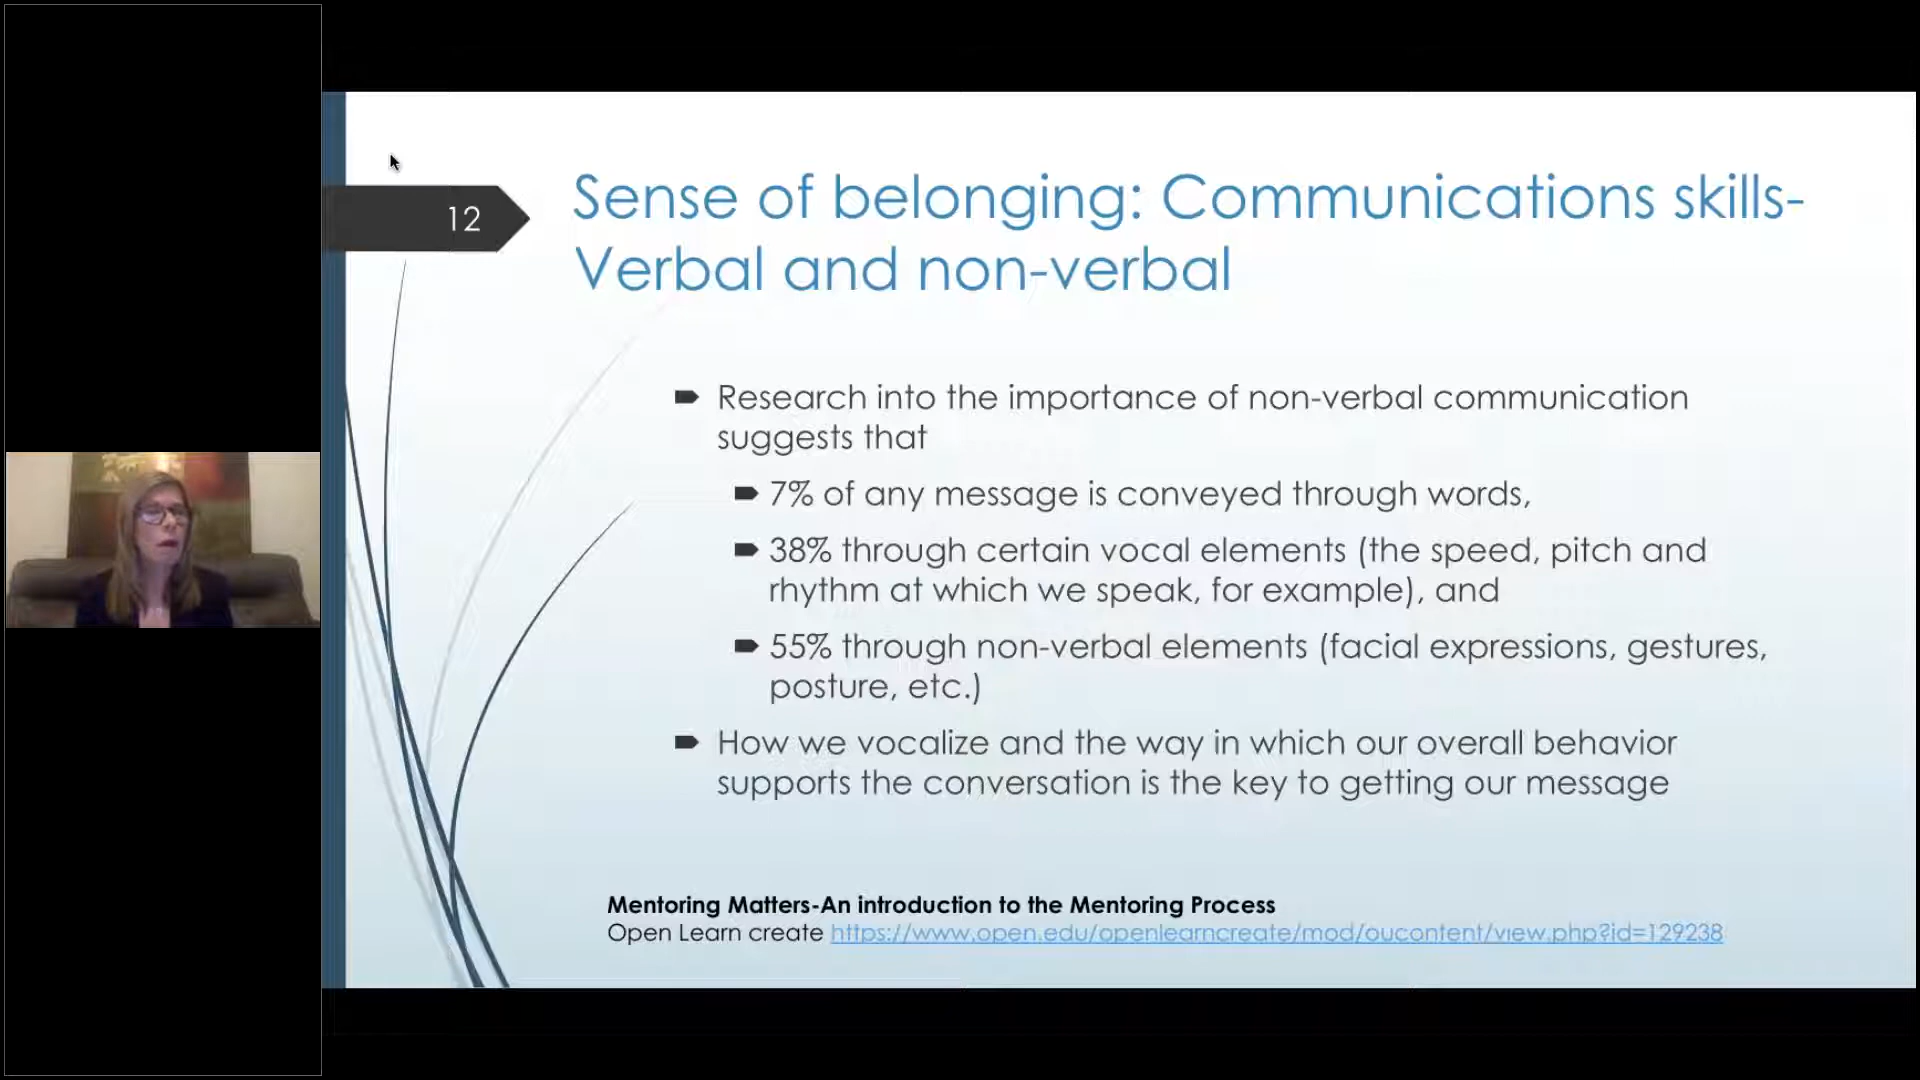 12
Sense of belonging: Communications skills-
Verbal and non-verbal
Research into the importance of non-verbal communication
suggests that
7% of any message is conveyed through words,
38% through certain vocal elements (the speed, pitch and
rhythm at which we speak, for example), and
55% through non-verbal elements (facial expressions, gestures,
posture, etc.)
How we vocalize and the way in which our overall behavior
supports the conversation is the key to getting our message
Mentoring Matters-An introduction to the Mentoring Process
Open Learn create https://www.open.edu/openlearncreate/mod/oucontent/view.php?id=129238